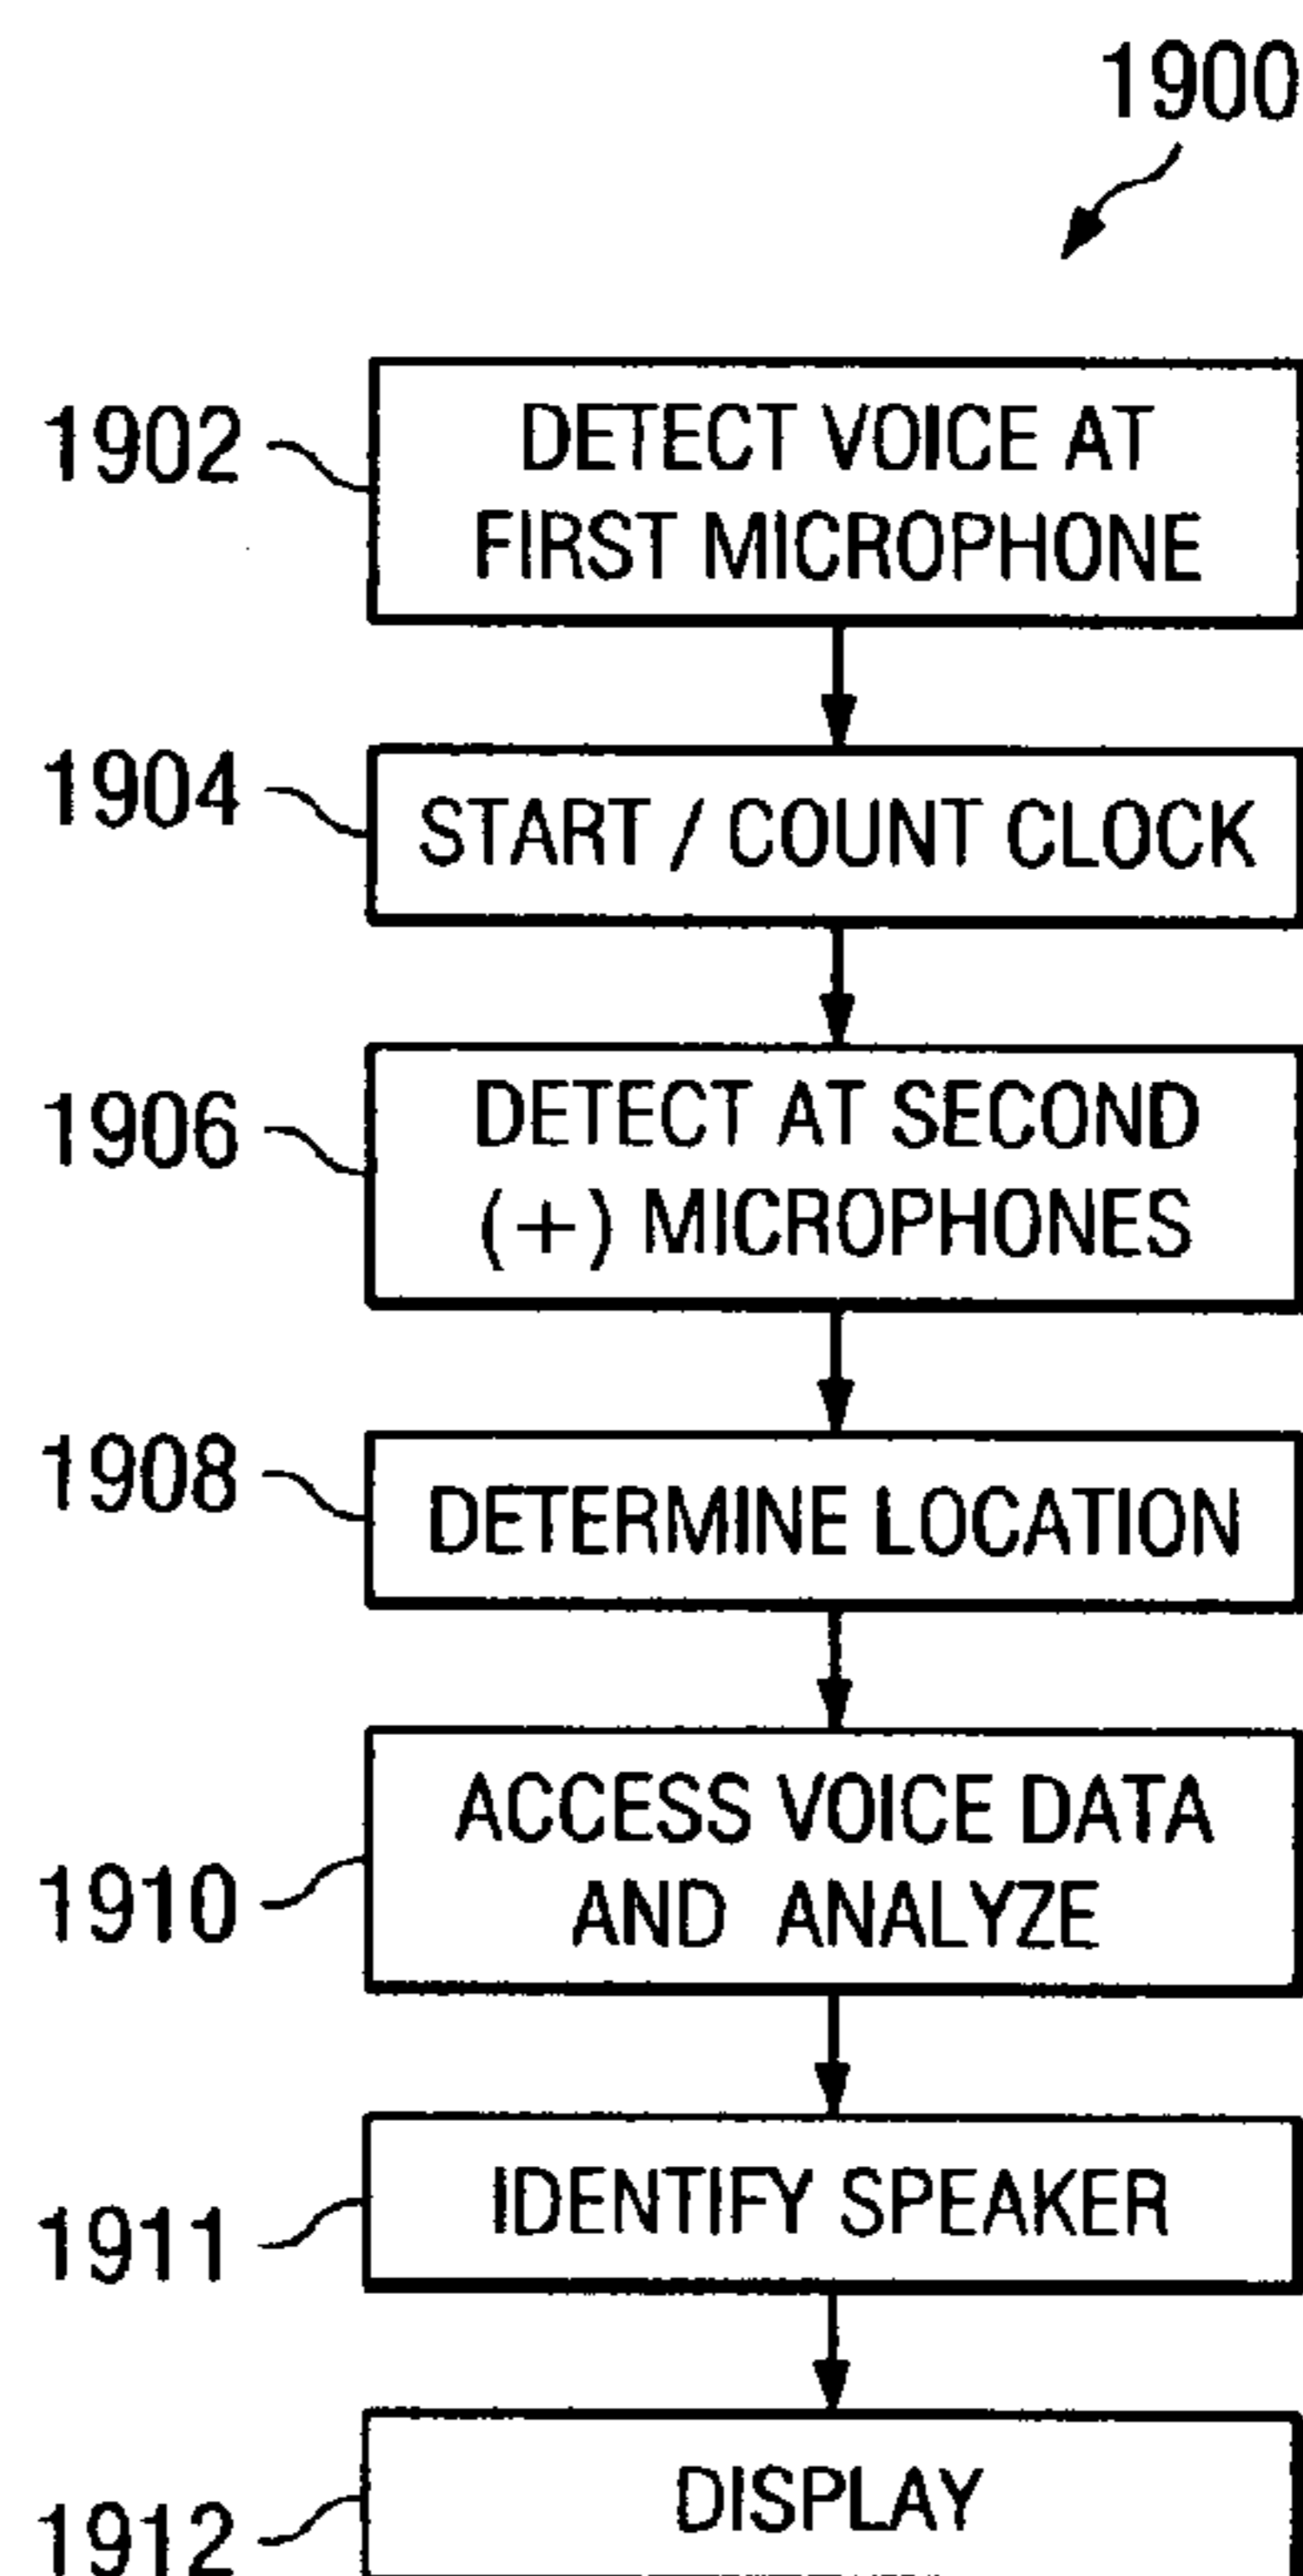 1900
1902
DETECT VOICE AT
FIRST MICROPHONE
1904
START / COUNT CLOCK
1906
DETECT AT SECOND
(+) MICROPHONES
1908
DETERMINE LOCATION
1910
ACCESS VOICE DATA
AND ANALYZE
1911
IDENTIFY SPEAKER
1912
DISPLAY